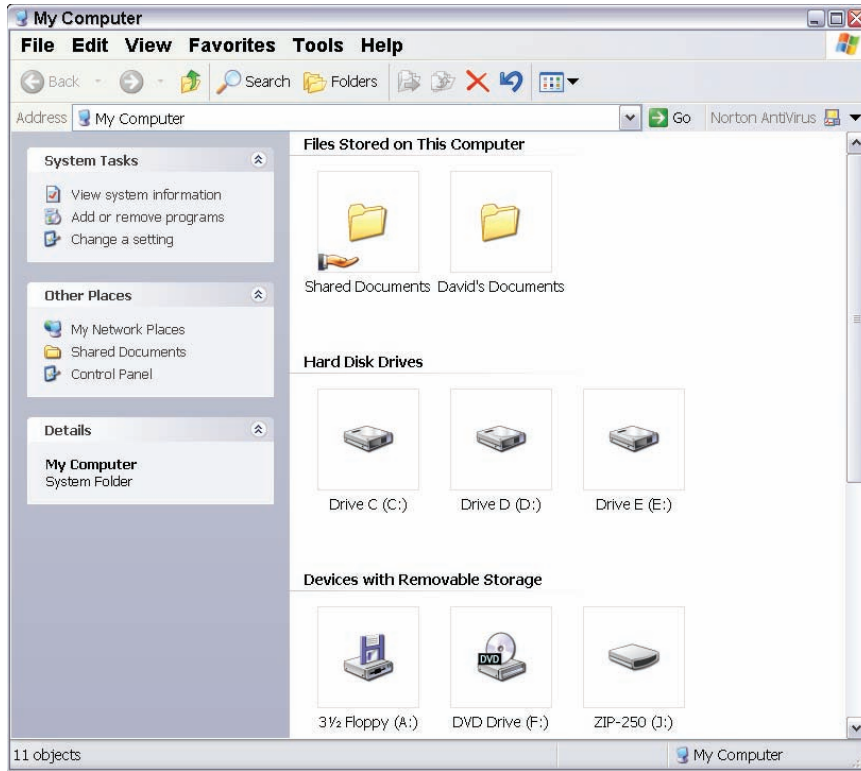 My Computer
File Edit View Favorites Tools Help
Back Search Folders
Address My Computer Go Norton AntiVirus
System Tasks
View system information
Add or remove programs
Change a setting
Other Places
My Network Places
Shared Documents
Control Panel
Details
My Computer
System Folder
Files Stored on This Computer
Shared Documents David's Documents
Hard Disk Drives
Drive C (C:) Drive D (D:) Drive E (E:)
Devices with Removable Storage
DVD
3½ Floppy (A:) DVD Drive (F:) ZIP-250 (J:)
11 objects My Computer